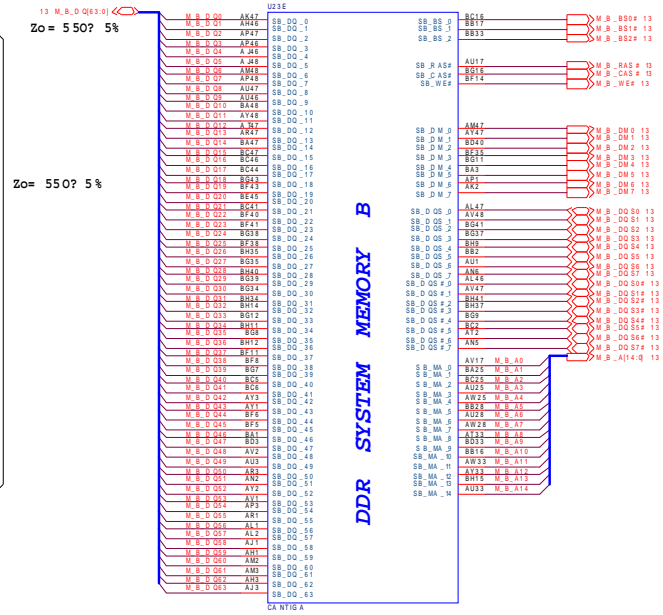 13 M_B_DQ[63:0]
Zo= 550? 5%
Zo= 550? 5%
U23E
M_B_DQ0 AK47 SB_DQ_0
M_B_DQ1 AH46 SB_DQ_1
M_B_DQ2 AP47 SB_DQ_2
M_B_DQ3 AP46 SB_DQ_3
M_B_DQ4 AJ46 SB_DQ_4
M_B_DQ5 AJ48 SB_DQ_5
M_B_DQ6 AM48 SB_DQ_6
M_B_DQ7 AP48 SB_DQ_7
M_B_DQ8 AU47 SB_DQ_8
M_B_DQ9 AU46 SB_DQ_9
M_B_DQ10 BA48 SB_DQ_10
M_B_DQ11 AY48 SB_DQ_11
M_B_DQ12 AT47 SB_DQ_12
M_B_DQ13 AR47 SB_DQ_13
M_B_DQ14 BA47 SB_DQ_14
M_B_DQ15 BC47 SB_DQ_15
M_B_DQ16 BC46 SB_DQ_16
M_B_DQ17 BC44 SB_DQ_17
M_B_DQ18 BG43 SB_DQ_18
M_B_DQ19 BF43 SB_DQ_19
M_B_DQ20 BE45 SB_DQ_20
M_B_DQ21 BC41 SB_DQ_21
M_B_DQ22 BF40 SB_DQ_22
M_B_DQ23 BF41 SB_DQ_23
M_B_DQ24 BG38 SB_DQ_24
M_B_DQ25 BF38 SB_DQ_25
M_B_DQ26 BH35 SB_DQ_26
M_B_DQ27 BG35 SB_DQ_27
M_B_DQ28 BH40 SB_DQ_28
M_B_DQ29 BG39 SB_DQ_29
M_B_DQ30 BG34 SB_DQ_30
M_B_DQ31 BH34 SB_DQ_31
M_B_DQ32 BH14 SB_DQ_32
M_B_DQ33 BG12 SB_DQ_33
M_B_DQ34 BH11 SB_DQ_34
M_B_DQ35 BG8 SB_DQ_35
M_B_DQ36 BH12 SB_DQ_36
M_B_DQ37 BF11 SB_DQ_37
M_B_DQ38 BF8 SB_DQ_38
M_B_DQ39 BG7 SB_DQ_39
M_B_DQ40 BC5 SB_DQ_40
M_B_DQ41 BC6 SB_DQ_41
M_B_DQ42 AY3 SB_DQ_42
M_B_DQ43 AY1 SB_DQ_43
M_B_DQ44 BF6 SB_DQ_44
M_B_DQ45 BF5 SB_DQ_45
M_B_DQ46 BA1 SB_DQ_46
M_B_DQ47 BD3 SB_DQ_47
M_B_DQ48 AV2 SB_DQ_48
M_B_DQ49 AU3 SB_DQ_49
M_B_DQ50 AR3 SB_DQ_50
M_B_DQ51 AN2 SB_DQ_51
M_B_DQ52 AY2 SB_DQ_52
M_B_DQ53 AV1 SB_DQ_53
M_B_DQ54 AP3 SB_DQ_54
M_B_DQ55 AR1 SB_DQ_55
M_B_DQ56 AL1 SB_DQ_56
M_B_DQ57 AL2 SB_DQ_57
M_B_DQ58 AJ1 SB_DQ_58
M_B_DQ59 AH1 SB_DQ_59
M_B_DQ60 AM2 SB_DQ_60
M_B_DQ61 AM3 SB_DQ_61
M_B_DQ62 AH3 SB_DQ_62
M_B_DQ63 AJ3 SB_DQ_63
CANTIGA
DDR SYSTEM MEMORY B
SB_BS_0 BC16 M_B_BS0# 13
SB_BS_1 BB17 M_B_BS1# 13
SB_BS_2 BB33 M_B_BS2# 13
SB_RAS# AU17 M_B_RAS# 13
SB_CAS# BG16 M_B_CAS# 13
SB_WE# BF14 M_B_WE# 13
SB_DM_0 AM47 M_B_DM0 13
SB_DM_1 AY47 M_B_DM1 13
SB_DM_2 BD40 M_B_DM2 13
SB_DM_3 BF35 M_B_DM3 13
SB_DM_4 BG11 M_B_DM4 13
SB_DM_5 BA3 M_B_DM5 13
SB_DM_6 AP1 M_B_DM6 13
SB_DM_7 AK2 M_B_DM7 13
SB_DQS_0 AL47 M_B_DQS0 13
SB_DQS_1 AV48 M_B_DQS1 13
SB_DQS_2 BG41 M_B_DQS2 13
SB_DQS_3 BG37 M_B_DQS3 13
SB_DQS_4 BH9 M_B_DQS4 13
SB_DQS_5 BB2 M_B_DQS5 13
SB_DQS_6 AU1 M_B_DQS6 13
SB_DQS_7 AN6 M_B_DQS7 13
SB_DQS#_0 AL46 M_B_DQS0# 13
SB_DQS#_1 AV47 M_B_DQS1# 13
SB_DQS#_2 BH41 M_B_DQS2# 13
SB_DQS#_3 BH37 M_B_DQS3# 13
SB_DQS#_4 BG9 M_B_DQS4# 13
SB_DQS#_5 BC2 M_B_DQS5# 13
SB_DQS#_6 AT2 M_B_DQS6# 13
SB_DQS#_7 AN5 M_B_DQS7# 13
M_B_A[14:0] 13
SB_MA_0 AV17 M_B_A0
SB_MA_1 BA25 M_B_A1
SB_MA_2 BC25 M_B_A2
SB_MA_3 AU25 M_B_A3
SB_MA_4 AW25 M_B_A4
SB_MA_5 BB28 M_B_A5
SB_MA_6 AU28 M_B_A6
SB_MA_7 AW28 M_B_A7
SB_MA_8 AT33 M_B_A8
SB_MA_9 BD33 M_B_A9
SB_MA_10 BB16 M_B_A10
SB_MA_11 AW33 M_B_A11
SB_MA_12 AY33 M_B_A12
SB_MA_13 BH15 M_B_A13
SB_MA_14 AU33 M_B_A14